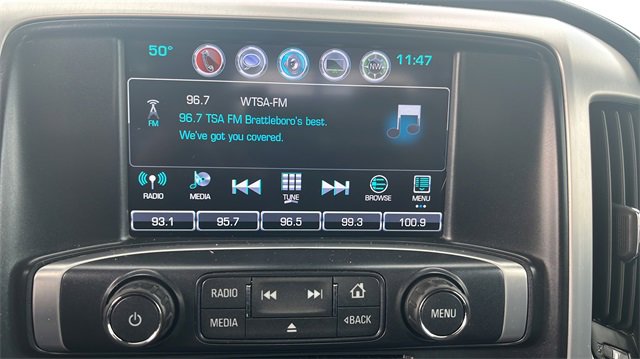 50° 11:47
NW
96.7 WTSA-FM
FM
96.7 TSA FM Brattleboro's best.
We've got you covered.
RADIO MEDIA TUNE BROWSE MENU
93.1 95.7 96.5 99.3 100.9
RADIO
MEDIA BACK
MENU